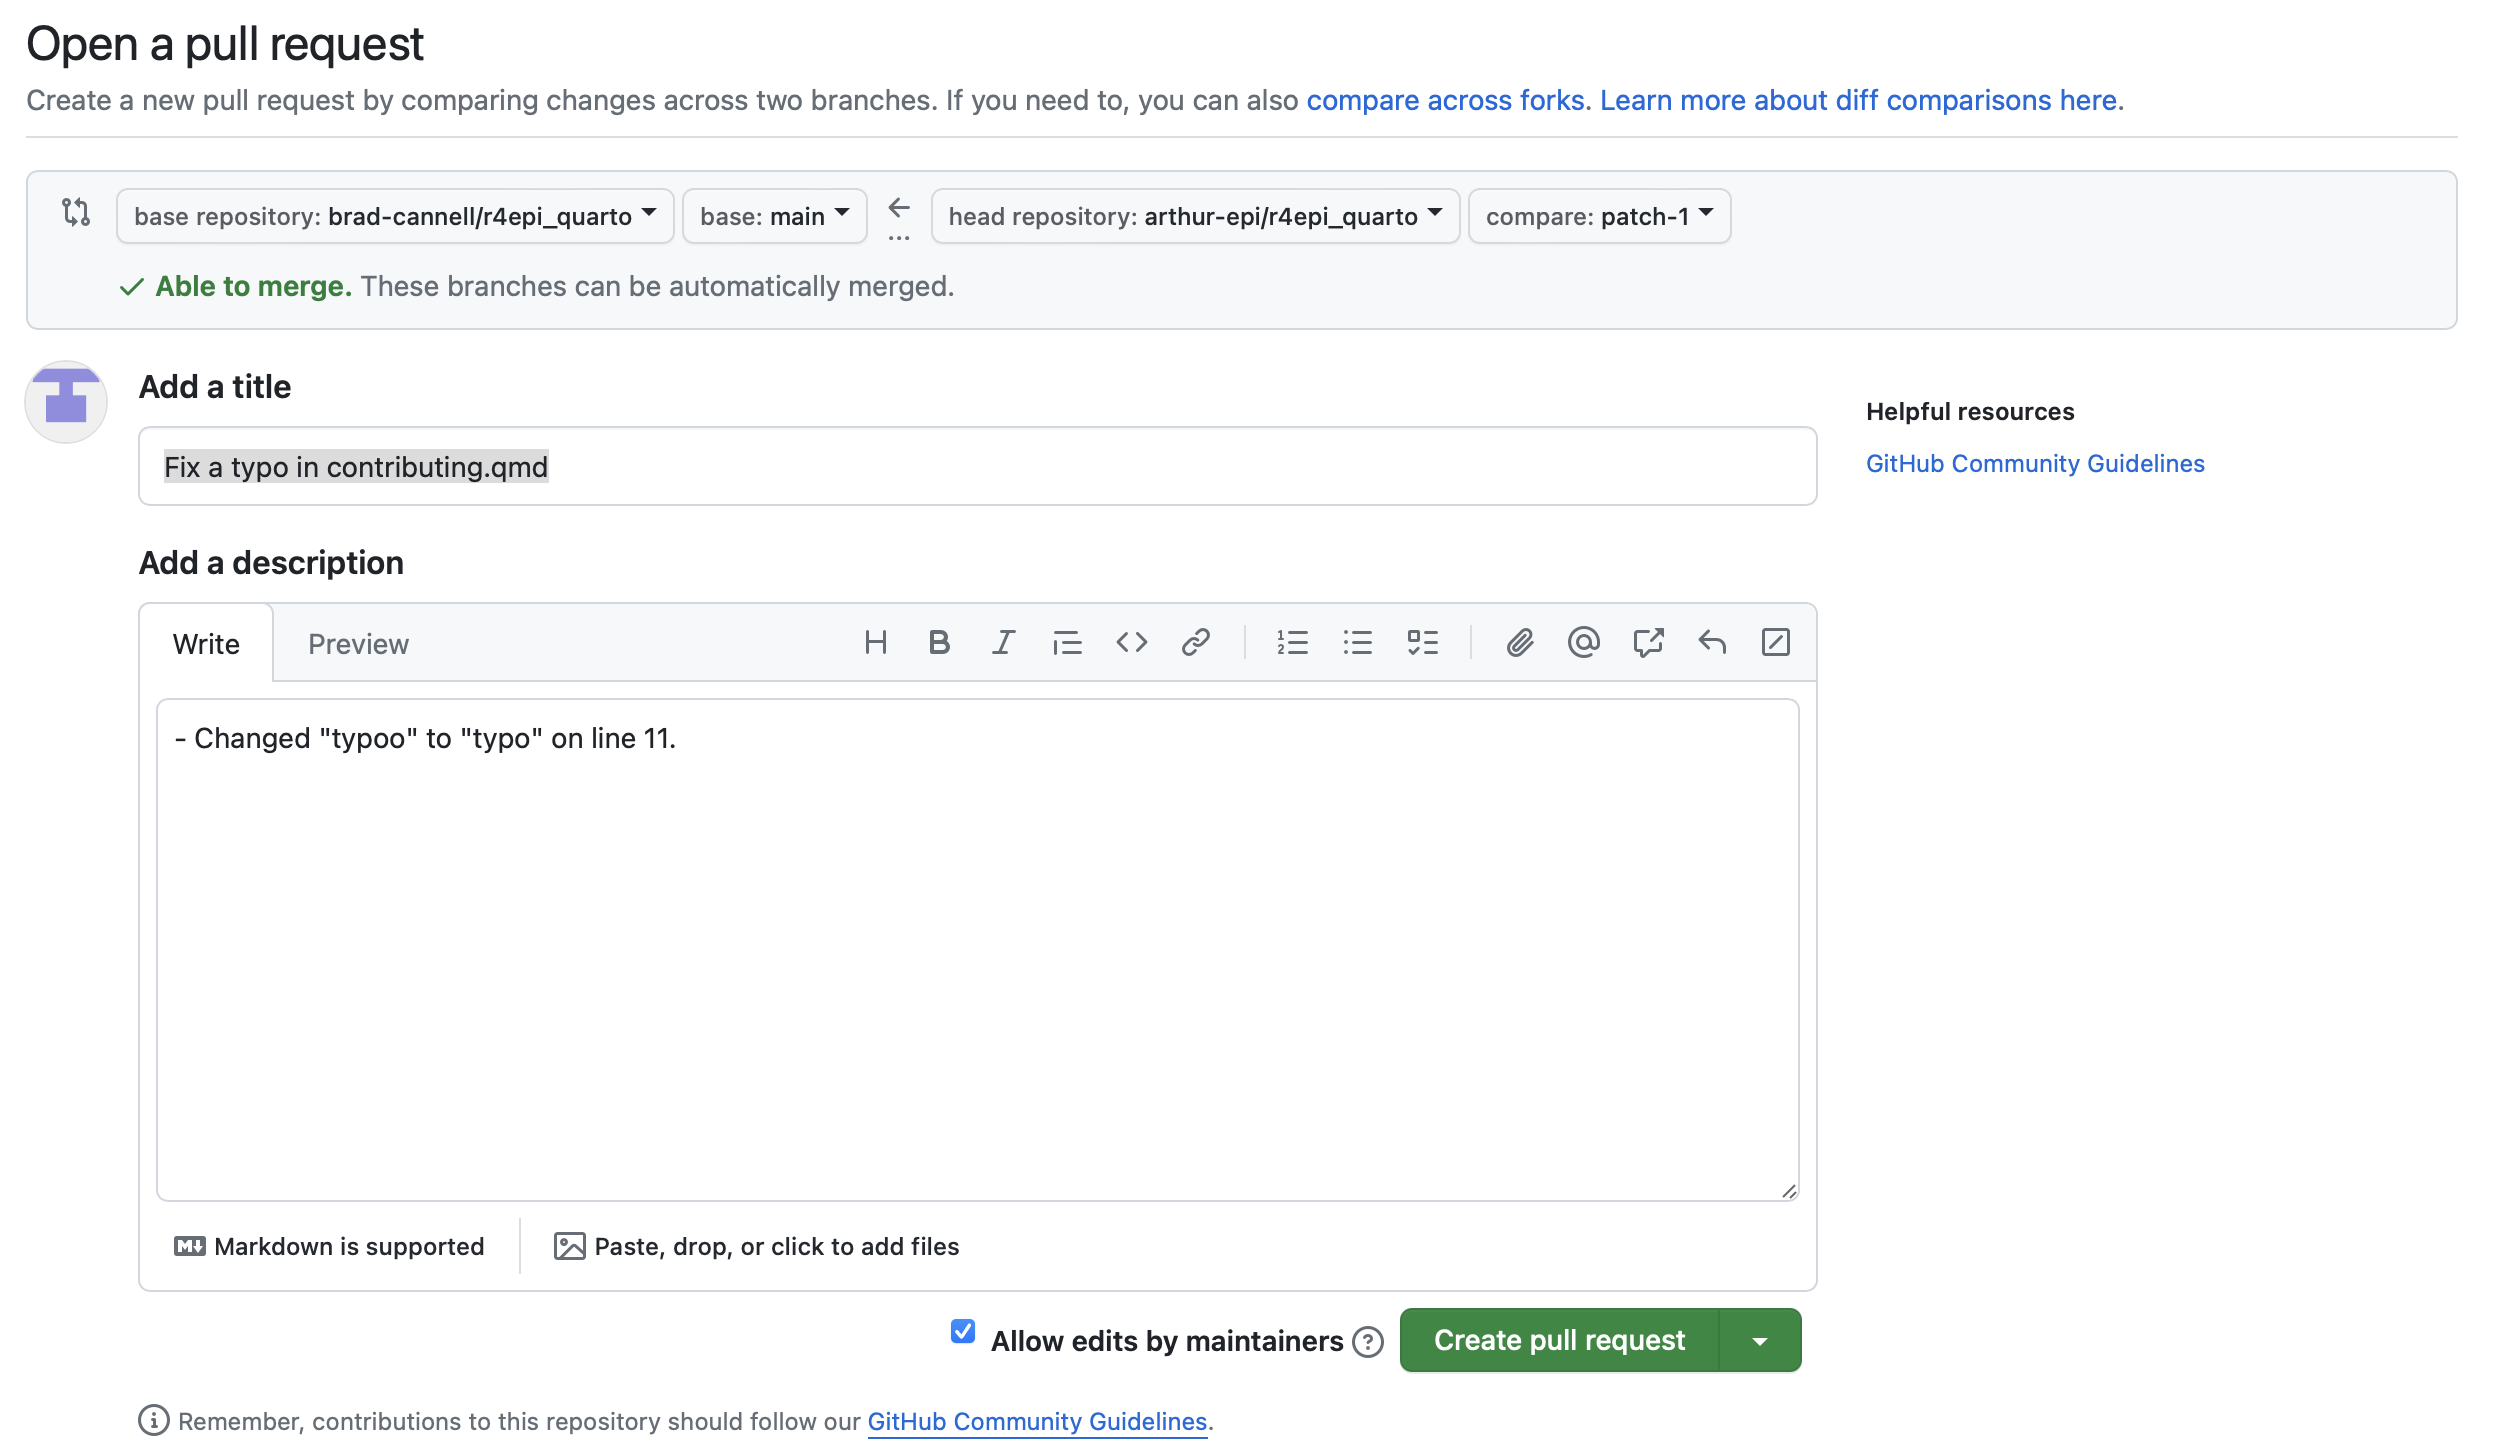 Open a pull request
Create a new pull request by comparing changes across two branches. If you need to, you can also compare across forks. Learn more about diff comparisons here.
base repository: brad-cannell/r4epi_quarto base: main ... head repository: arthur-epi/r4epi_quarto compare: patch-1
Able to merge. These branches can be automatically merged.
Add a title
Helpful resources
Fix a typo in contributing.qmd
GitHub Community Guidelines
Add a description
Write Preview
- Changed "typoo" to "typo" on line 11.
Markdown is supported Paste, drop, or click to add files
Allow edits by maintainers Create pull request
Remember, contributions to this repository should follow our GitHub Community Guidelines.